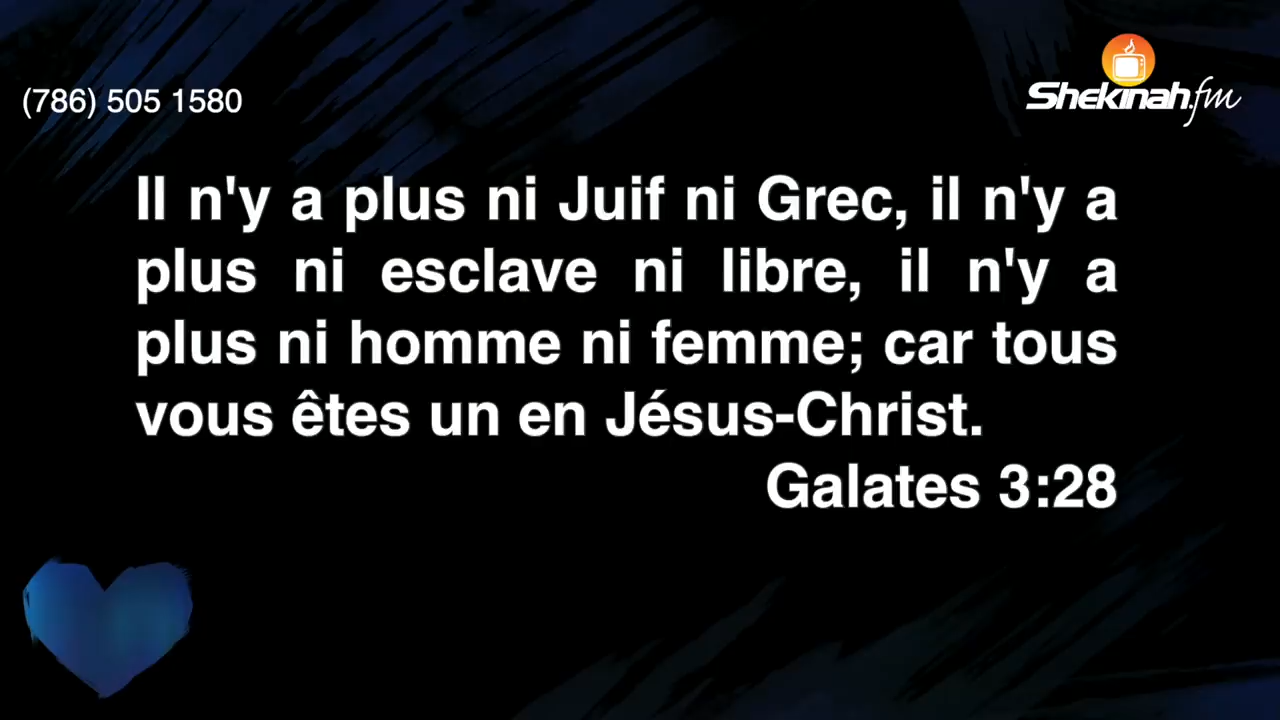 (786) 505 1580
Shekinah.fm
Il n'y a plus ni Juif ni Grec, il n'y a
plus ni esclave ni libre, il n'y a
plus ni homme ni femme; car tous
vous êtes un en Jésus-Christ.
Galates 3:28